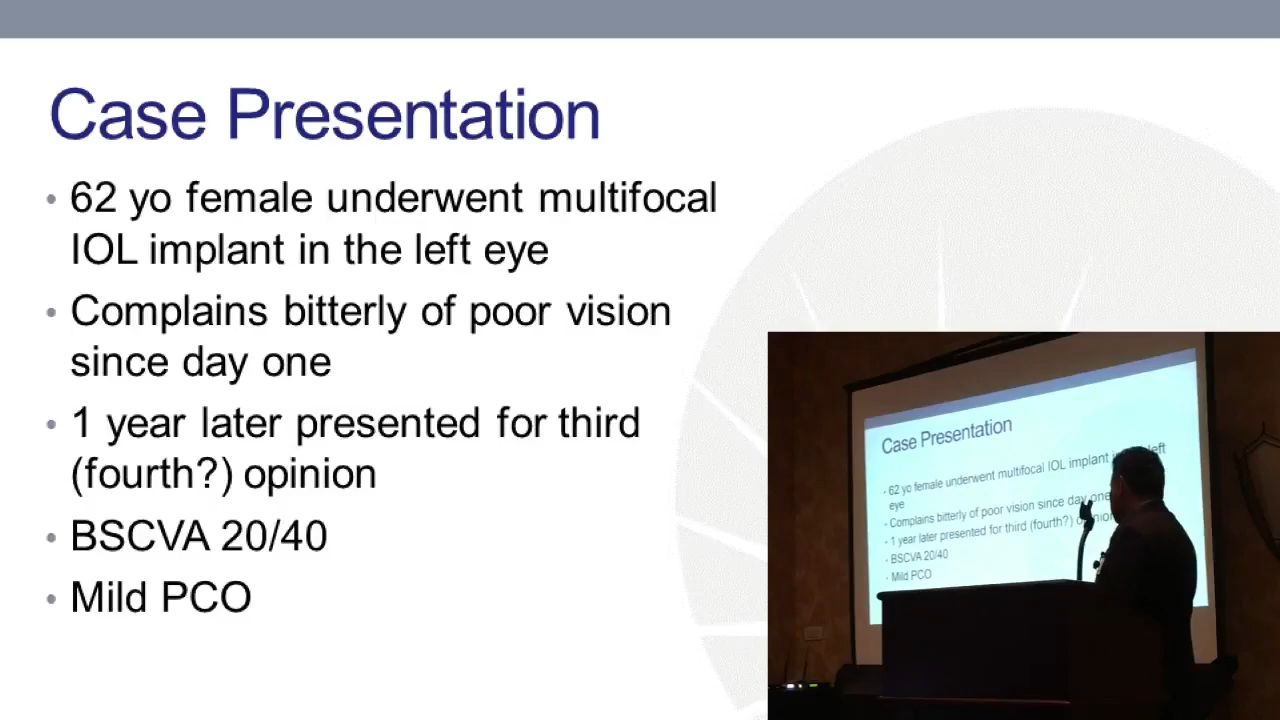 Case Presentation
• 62 yo female underwent multifocal
IOL implant in the left eye
• Complains bitterly of poor vision
since day one
• 1 year later presented for third
(fourth?) opinion
• BSCVA 20/40
• Mild PCO
Case Presentation
• 62 yo female underwent multifocal IOL implant left
eye
• Complains bitterly of poor vision since day one
• 1 year later presented for third (fourth?) opinion
• BSCVA 20/40
• Mild PCO